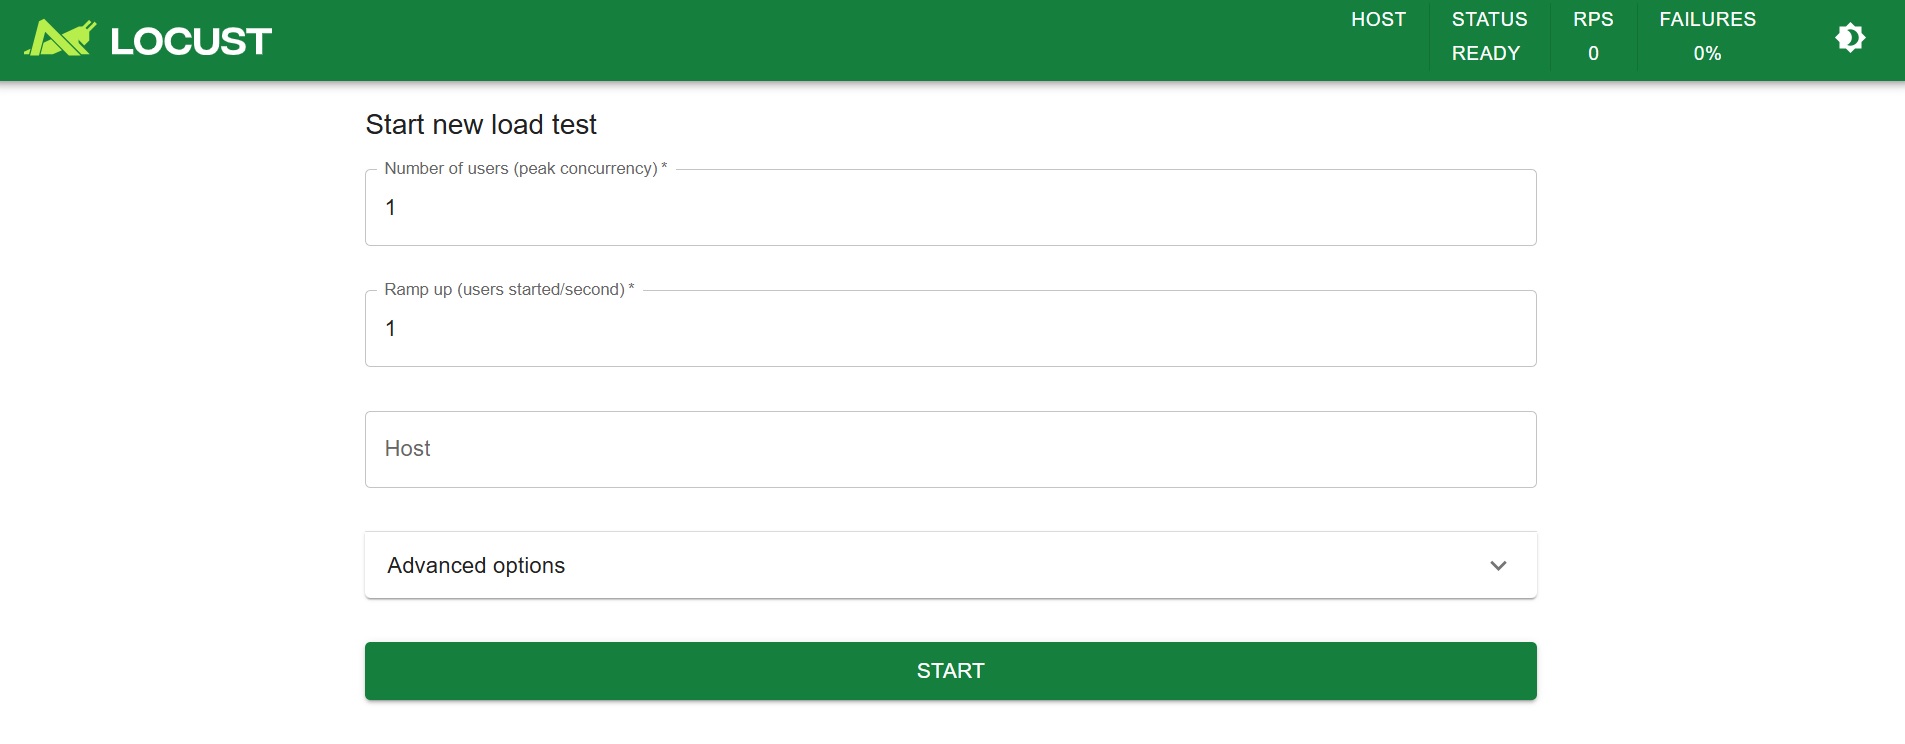 LOCUST
HOST
STATUS
READY
RPS
0
FAILURES
0%
Start new load test
Number of users (peak concurrency) *
1
Ramp up (users started/second) *
1
Host
Advanced options
START